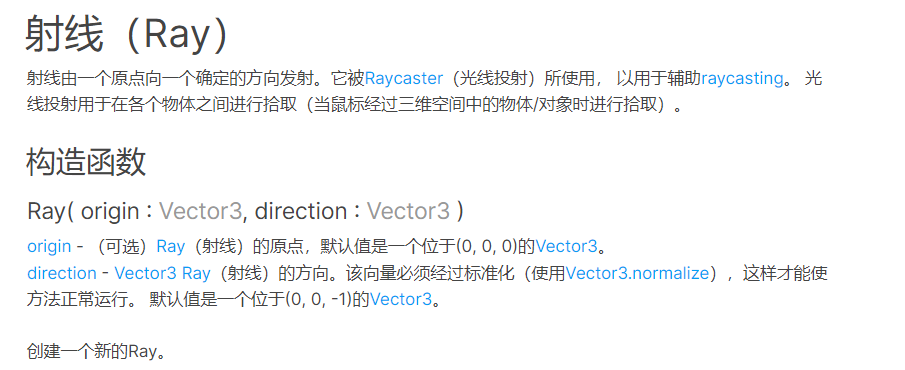 射线（Ray）
射线由一个原点向一个确定的方向发射。它被Raycaster（光线投射）所使用， 以用于辅助raycasting。 光
线投射用于在各个物体之间进行拾取（当鼠标经过三维空间中的物体/对象时进行拾取）。
构造函数
Ray( origin : Vector3, direction : Vector3 )
origin - （可选）Ray（射线）的原点，默认值是一个位于(0, 0, 0)的Vector3。
direction - Vector3 Ray（射线）的方向。该向量必须经过标准化（使用Vector3.normalize），这样才能使
方法正常运行。 默认值是一个位于(0, 0, -1)的Vector3。
创建一个新的Ray。